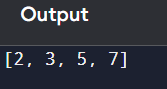 Output
[2, 3, 5, 7]